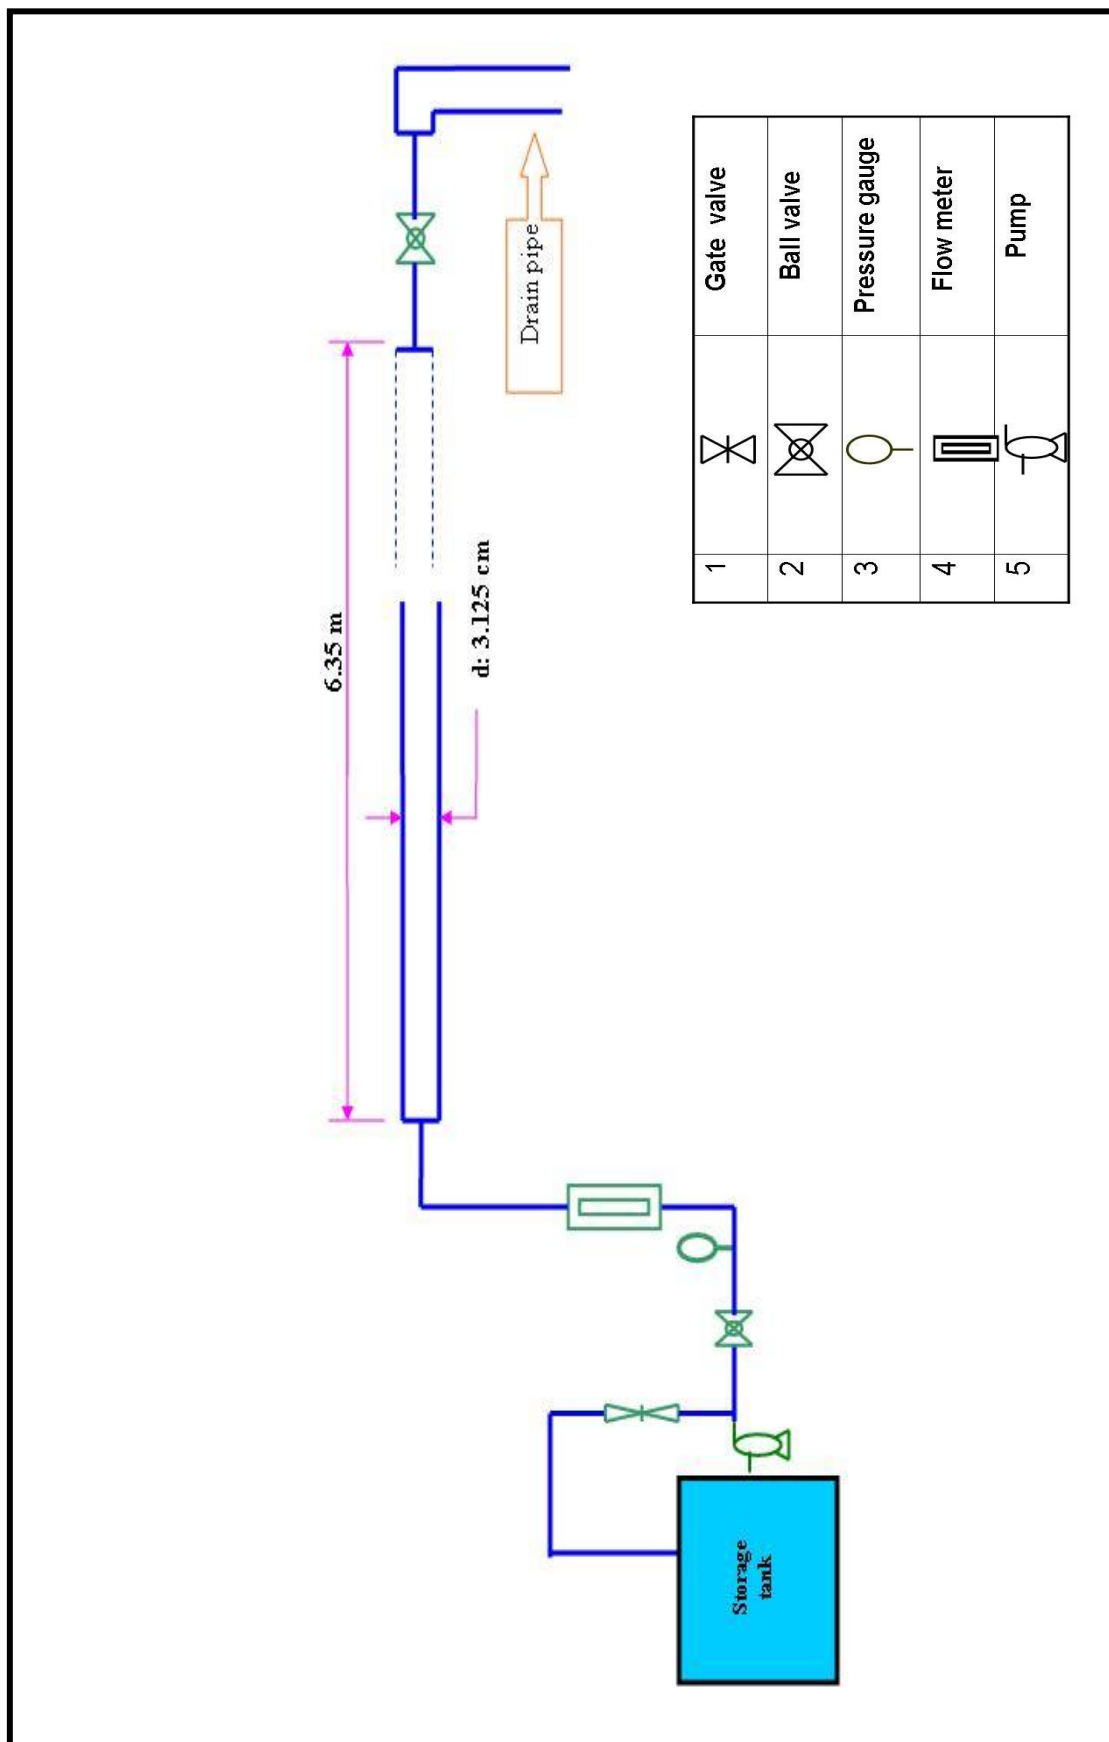 6.35 m
d: 3.125 cm
Drain pipe
Storage
tank
1 Gate valve
2 Ball valve
3 Pressure gauge
4 Flow meter
5 Pump